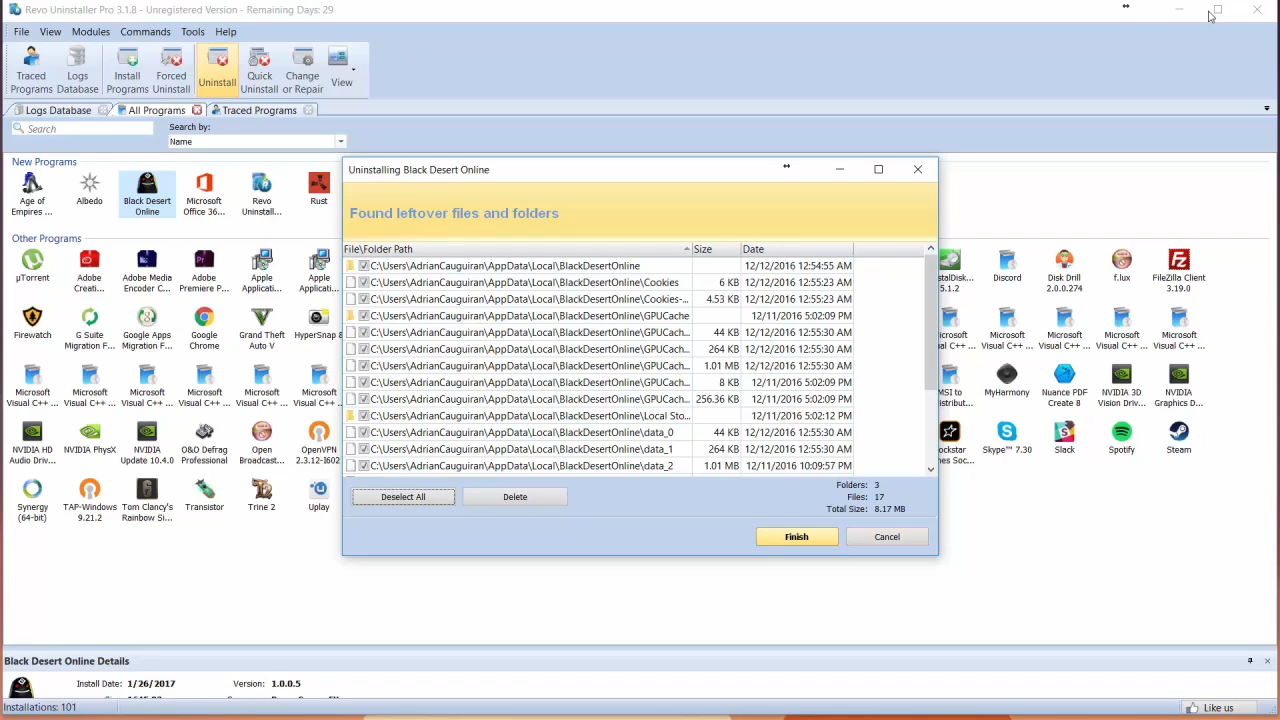 Revo Uninstaller Pro 3.1.8 - Unregistered Version - Remaining Days: 29
File View Modules Commands Tools Help
Traced Programs
Logs Database
Install Programs
Forced Uninstall
Uninstall
Quick Uninstall
Change or Repair
View
Logs Database All Programs Traced Programs
Search
Search by:
Name
New Programs
Age of Empires ...
Albedo
Black Desert Online
Microsoft Office 36...
Revo Uninstall...
Rust
Other Programs
µTorrent
Adobe Creati...
Adobe Media Encoder C...
Adobe Premiere P...
Apple Applicati...
Apple Applicati...
Discord
Disk Drill 2.0.0.274
f.lux
FileZilla Client 3.19.0
Firewatch
G Suite Migration F...
Google Apps Migration F...
Google Chrome
Grand Theft Auto V
HyperSnap 8
Microsoft Visual C++ ...
Microsoft Visual C++ ...
Microsoft Visual C++ ...
Microsoft Visual C++ ...
Microsoft Visual C++ ...
Microsoft Visual C++ ...
Microsoft Visual C++ ...
Microsoft Visual C++ ...
Microsoft Visual C++ ...
Microsoft Visual C++ ...
MyHarmony
Nuance PDF Create 8
NVIDIA 3D Vision Driv...
NVIDIA Graphics D...
NVIDIA HD Audio Driv...
NVIDIA PhysX
NVIDIA Update 10.4.0
O&O Defrag Professional
Open Broadcast...
OpenVPN 2.3.12-I602
Skype™ 7.30
Slack
Spotify
Steam
Synergy (64-bit)
TAP-Windows 9.21.2
Tom Clancy's Rainbow Si...
Transistor
Trine 2
Uplay
Uninstalling Black Desert Online
Found leftover files and folders
File\Folder Path Size Date
C:\Users\AdrianCauguiran\AppData\Local\BlackDesertOnline 12/12/2016 12:54:55 AM
C:\Users\AdrianCauguiran\AppData\Local\BlackDesertOnline\Cookies 6 KB 12/12/2016 12:55:23 AM
C:\Users\AdrianCauguiran\AppData\Local\BlackDesertOnline\Cookies-... 4.53 KB 12/12/2016 12:55:23 AM
C:\Users\AdrianCauguiran\AppData\Local\BlackDesertOnline\GPUCache 12/11/2016 5:02:09 PM
C:\Users\AdrianCauguiran\AppData\Local\BlackDesertOnline\GPUCach... 44 KB 12/12/2016 12:55:30 AM
C:\Users\AdrianCauguiran\AppData\Local\BlackDesertOnline\GPUCach... 264 KB 12/12/2016 12:55:30 AM
C:\Users\AdrianCauguiran\AppData\Local\BlackDesertOnline\GPUCach... 1.01 MB 12/12/2016 12:55:30 AM
C:\Users\AdrianCauguiran\AppData\Local\BlackDesertOnline\GPUCach... 8 KB 12/11/2016 5:02:09 PM
C:\Users\AdrianCauguiran\AppData\Local\BlackDesertOnline\GPUCach... 256.36 KB 12/11/2016 5:02:09 PM
C:\Users\AdrianCauguiran\AppData\Local\BlackDesertOnline\Local Sto... 12/11/2016 5:02:12 PM
C:\Users\AdrianCauguiran\AppData\Local\BlackDesertOnline\data_0 44 KB 12/12/2016 12:55:30 AM
C:\Users\AdrianCauguiran\AppData\Local\BlackDesertOnline\data_1 264 KB 12/12/2016 12:55:30 AM
C:\Users\AdrianCauguiran\AppData\Local\BlackDesertOnline\data_2 1.01 MB 12/11/2016 10:09:57 PM
Deselect All
Delete
Folders: 3
Files: 17
Total Size: 8.17 MB
Finish
Cancel
Black Desert Online Details
Install Date: 1/26/2017 Version: 1.0.0.5
Installations: 101
Like us